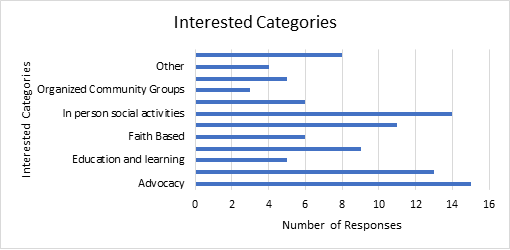 Interested Categories
Interested Categories
Other
Organized Community Groups
In person social activities
Faith Based
Education and learning
Advocacy
0 2 4 6 8 10 12 14 16
Number of Responses